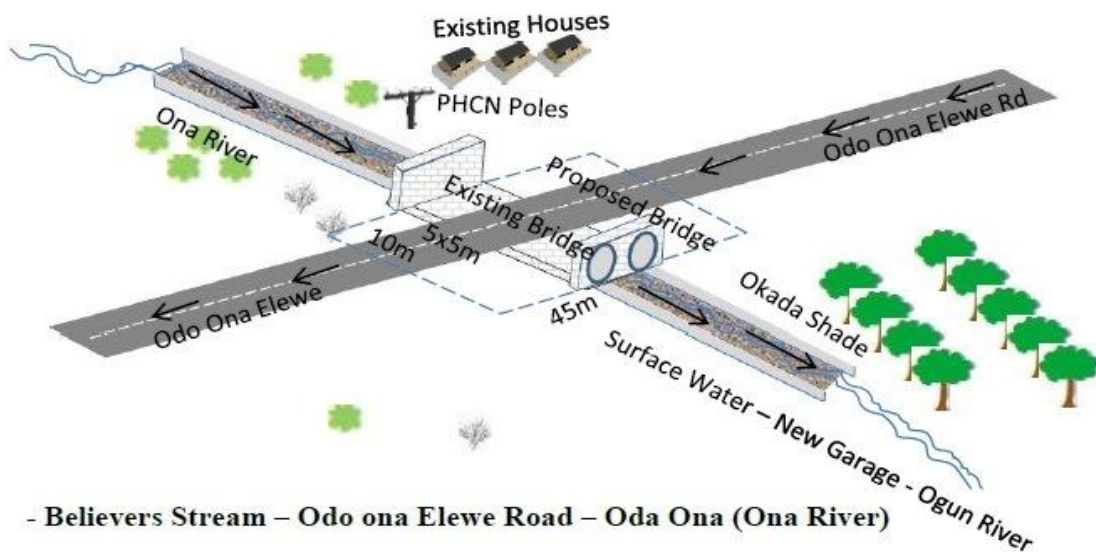 Existing Houses
PHCN Poles
Ona River
Odo Ona Elewe Rd
Proposed Bridge
Existing Bridge
5x5m
10m
Odo Ona Elewe
45m
Okada Shade
Surface Water – New Garage - Ogun River
- Believers Stream – Odo ona Elewe Road – Oda Ona (Ona River)